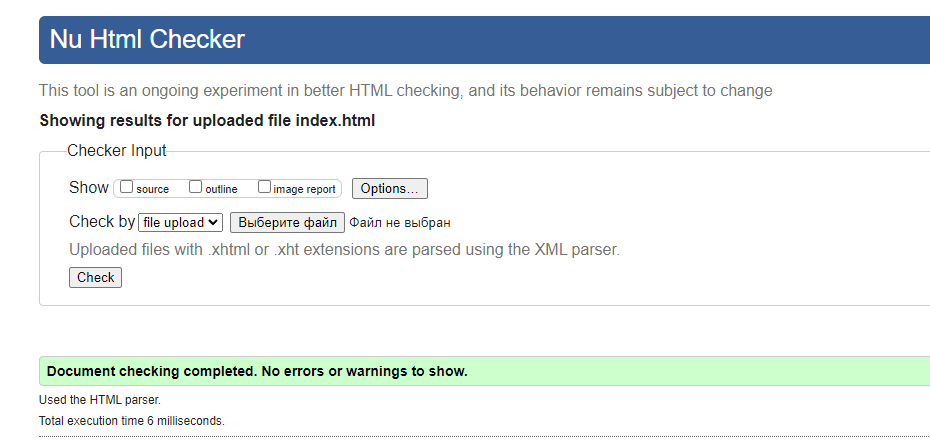 Nu Html Checker
This tool is an ongoing experiment in better HTML checking, and its behavior remains subject to change
Showing results for uploaded file index.html
Checker Input
Show source outline image report Options...
Check by file upload Выберите файл Файл не выбран
Uploaded files with .xhtml or .xht extensions are parsed using the XML parser.
Check
Document checking completed. No errors or warnings to show.
Used the HTML parser.
Total execution time 6 milliseconds.